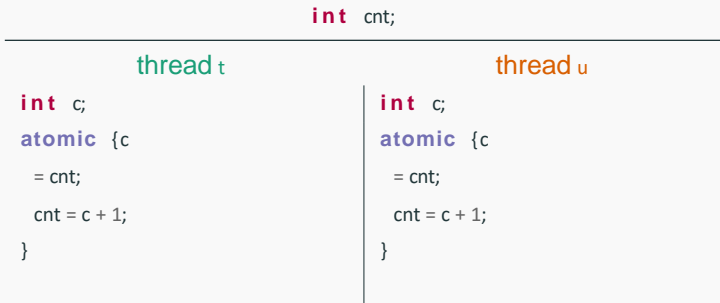 int cnt;
thread t
int c;
atomic {c
= cnt;
cnt = c + 1;
}
thread u
int c;
atomic {c
= cnt;
cnt = c + 1;
}